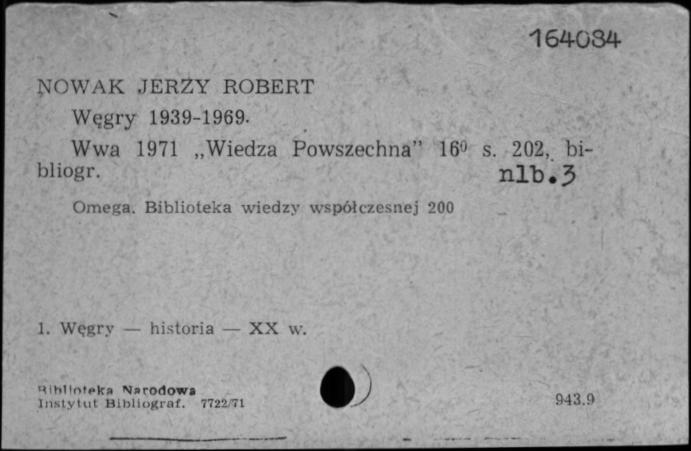 164084
NOWAK JERZY ROBERT
Węgry 1939-1969.
Wwa 1971 „Wiedza Powszechna” 16⁰ s. 202, bi-
bliogr. nlb.3
Omega. Biblioteka wiedzy współczesnej 200
1. Węgry — historia — XX w.
Biblioteka Narodowa
Instytut Bibliograf. 7722/71
943.9